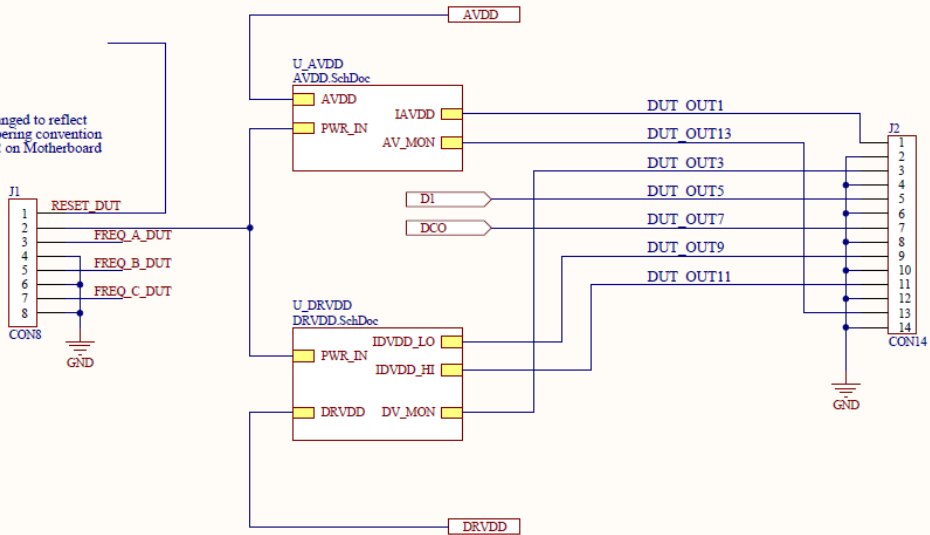 AVDD
U_AVDD
AVDD.SchDoc
AVDD
PWR_IN
IAVDD
AV_MON
DUT_OUT1
DUT_OUT13
DUT_OUT3
DUT_OUT5
DUT_OUT7
DUT_OUT9
DUT_OUT11
D1
DCO
J2
1
2
3
4
5
6
7
8
9
10
11
12
13
14
CON14
GND
nged to reflect
ering convention
on Motherboard
J1
1
2
3
4
5
6
7
8
CON8
RESET_DUT
FREQ_A_DUT
FREQ_B_DUT
FREQ_C_DUT
GND
U_DRVDD
DRVDD.SchDoc
PWR_IN
DRVDD
IDVDD_LO
IDVDD_HI
DV_MON
DRVDD